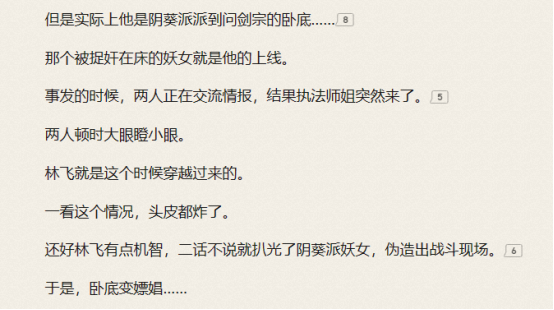 但是实际上他是阴葵派派到问剑宗的卧底…… 8
那个被捉奸在床的妖女就是他的上线。
事发的时候，两人正在交流情报，结果执法师姐突然来了。 5
两人顿时大眼瞪小眼。
林飞就是这个时候穿越过来的。
一看这个情况，头皮都炸了。
还好林飞有点机智，二话不说就扒光了阴葵派妖女，伪造出战斗现场。 6
于是，卧底变嫖娼……